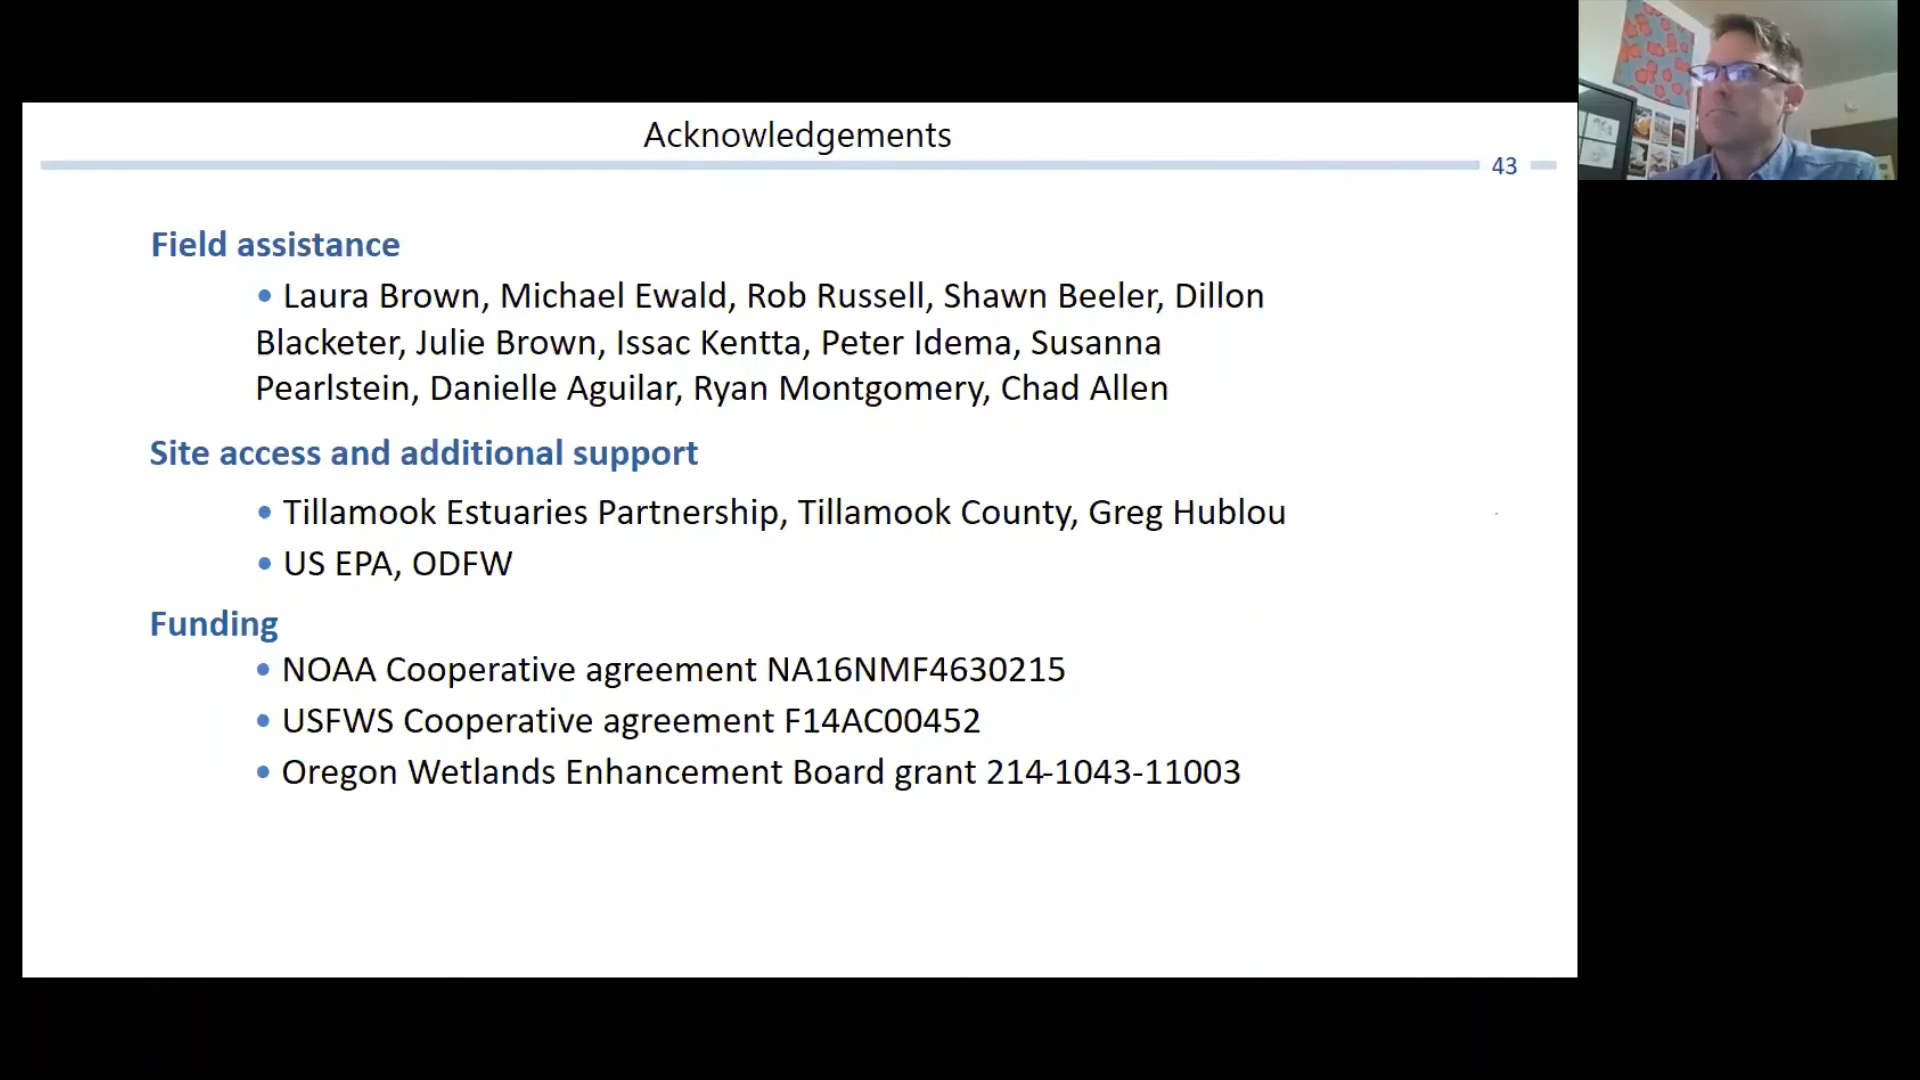 Acknowledgements
43
Field assistance
• Laura Brown, Michael Ewald, Rob Russell, Shawn Beeler, Dillon
Blacketer, Julie Brown, Issac Kentta, Peter Idema, Susanna
Pearlstein, Danielle Aguilar, Ryan Montgomery, Chad Allen
Site access and additional support
• Tillamook Estuaries Partnership, Tillamook County, Greg Hublou
• US EPA, ODFW
Funding
• NOAA Cooperative agreement NA16NMF4630215
• USFWS Cooperative agreement F14AC00452
• Oregon Wetlands Enhancement Board grant 214-1043-11003